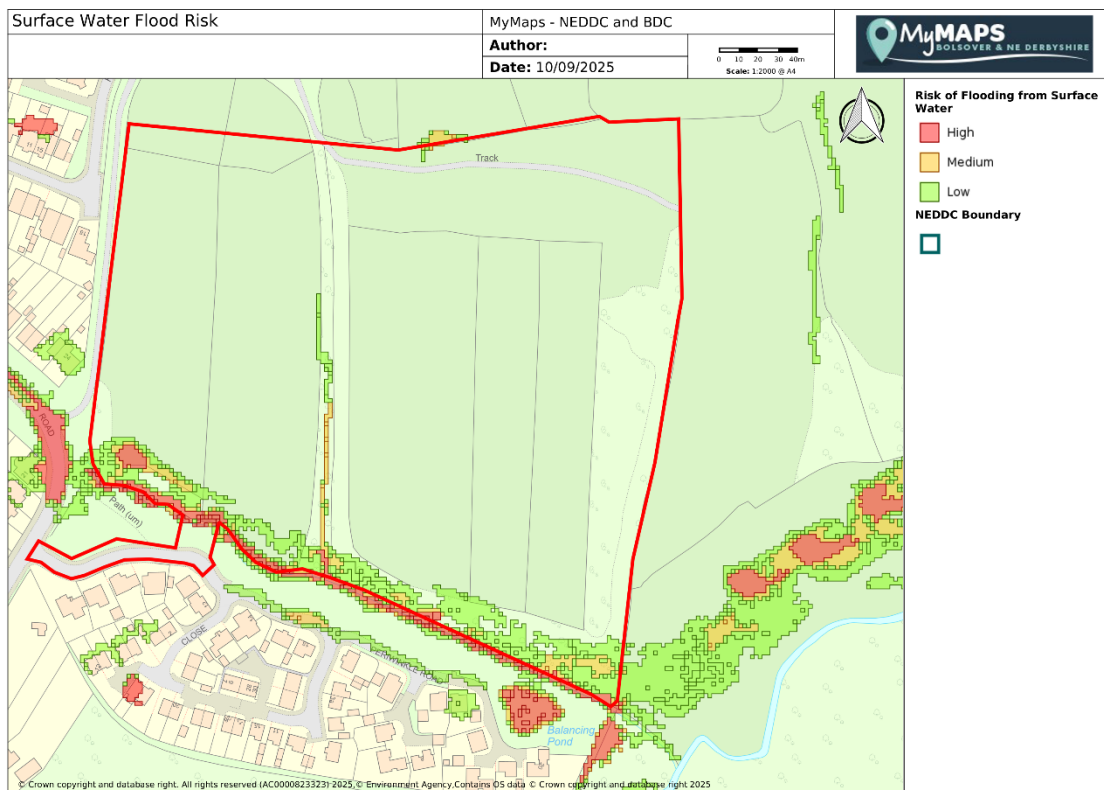 Surface Water Flood Risk
MyMaps - NEDDC and BDC
Author:
Date: 10/09/2025
0 10 20 30 40m
Scale: 1:2000 @ A4
MyMAPS
BOLSOVER & NE DERBYSHIRE
Risk of Flooding from Surface
Water
High
Medium
Low
NEDDC Boundary
Track
ROAD
Path (um)
CLOSE
PERIWINKLE ROAD
Balancing
Pond
© Crown copyright and database right. All rights reserved (AC0000823323) 2025,© Environment Agency,Contains OS data © Crown copyright and database right 2025